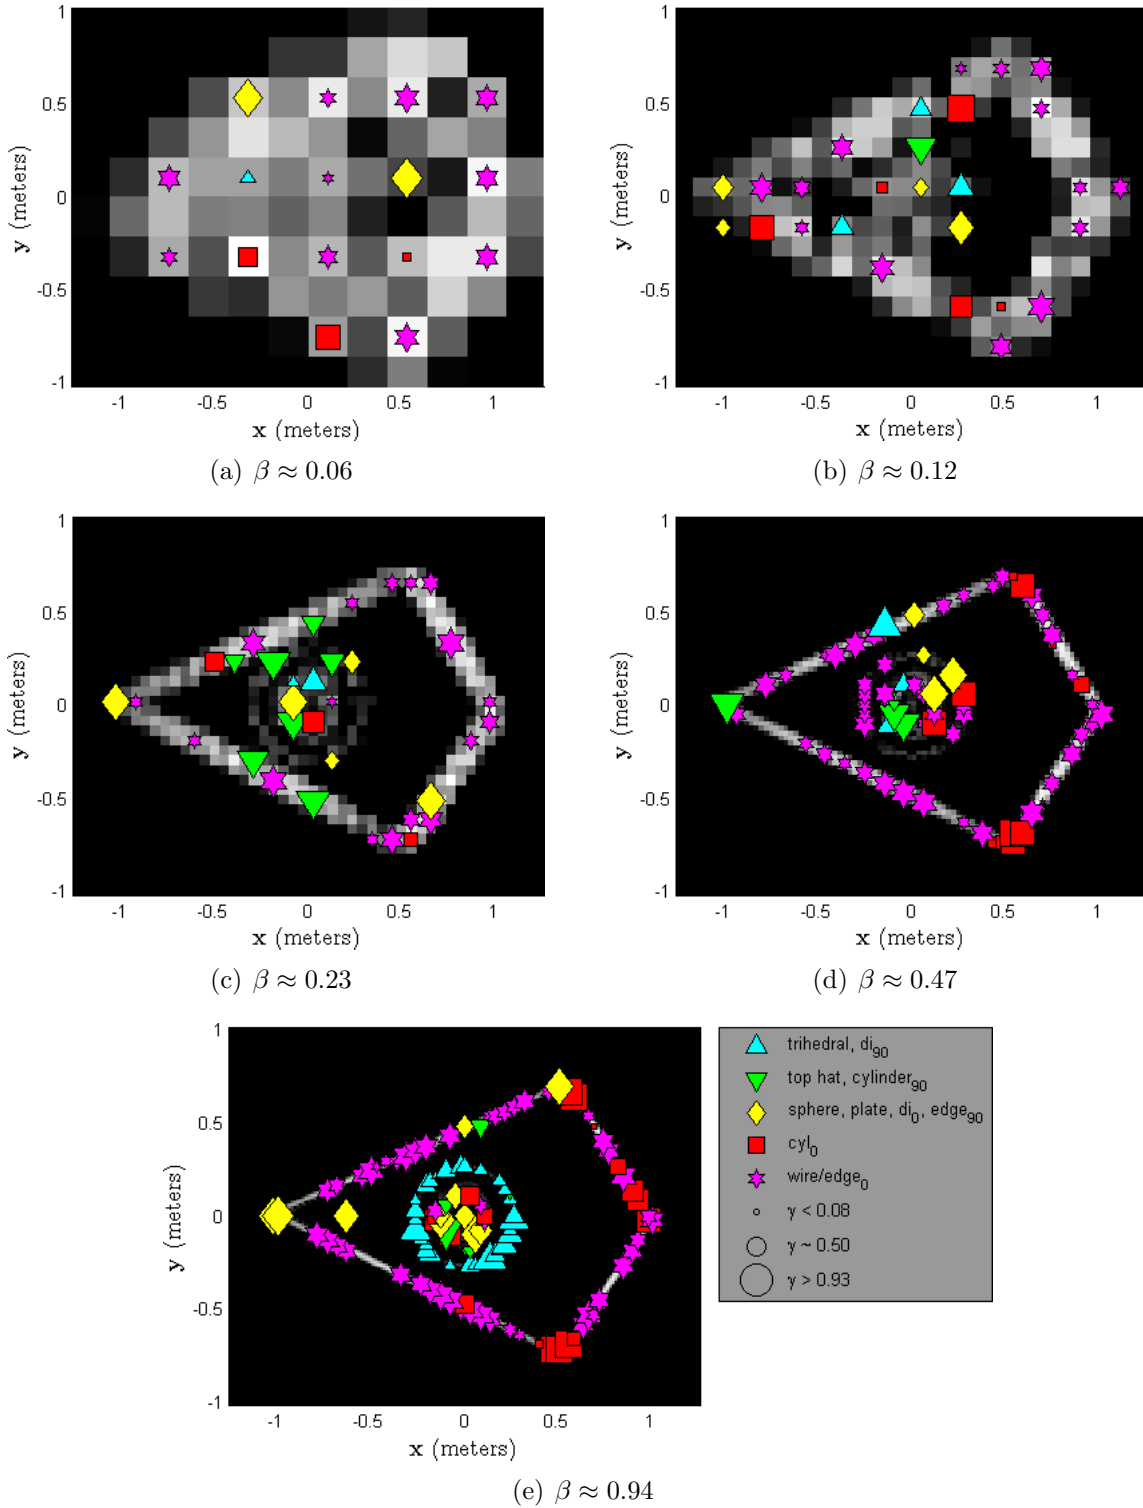 1
0.5
0
-0.5
-1
y (meters)
-1 -0.5 0 0.5 1
x (meters)
(a) β ≈ 0.06
1
0.5
0
-0.5
-1
y (meters)
-1 -0.5 0 0.5 1
x (meters)
(b) β ≈ 0.12
1
0.5
0
-0.5
-1
y (meters)
-1 -0.5 0 0.5 1
x (meters)
(c) β ≈ 0.23
1
0.5
0
-0.5
-1
y (meters)
-1 -0.5 0 0.5 1
x (meters)
(d) β ≈ 0.47
1
0.5
0
-0.5
-1
y (meters)
-1 -0.5 0 0.5 1
x (meters)
trihedral, di90
top hat, cylinder90
sphere, plate, di0, edge90
cyl0
wire/edge0
γ < 0.08
γ ~ 0.50
γ > 0.93
(e) β ≈ 0.94